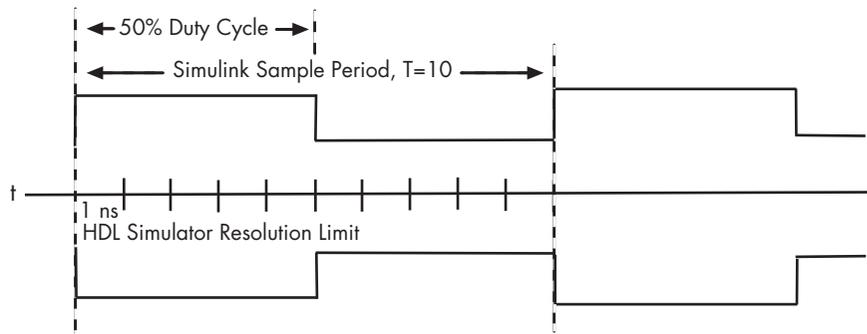 50% Duty Cycle
Simulink Sample Period, T=10
t
1 ns
HDL Simulator Resolution Limit